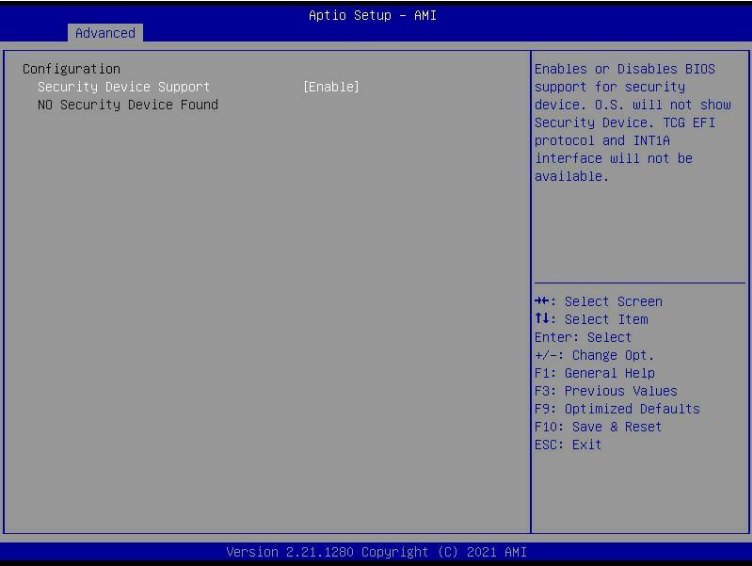 Aptio Setup - AMI
Advanced
Configuration
Security Device Support [Enable]
NO Security Device Found
Enables or Disables BIOS
support for security
device. O.S. will not show
Security Device. TCG EFI
protocol and INT1A
interface will not be
available.
→←: Select Screen
↑↓: Select Item
Enter: Select
+/-: Change Opt.
F1: General Help
F3: Previous Values
F9: Optimized Defaults
F10: Save & Reset
ESC: Exit
Version 2.21.1280 Copyright (C) 2021 AMI